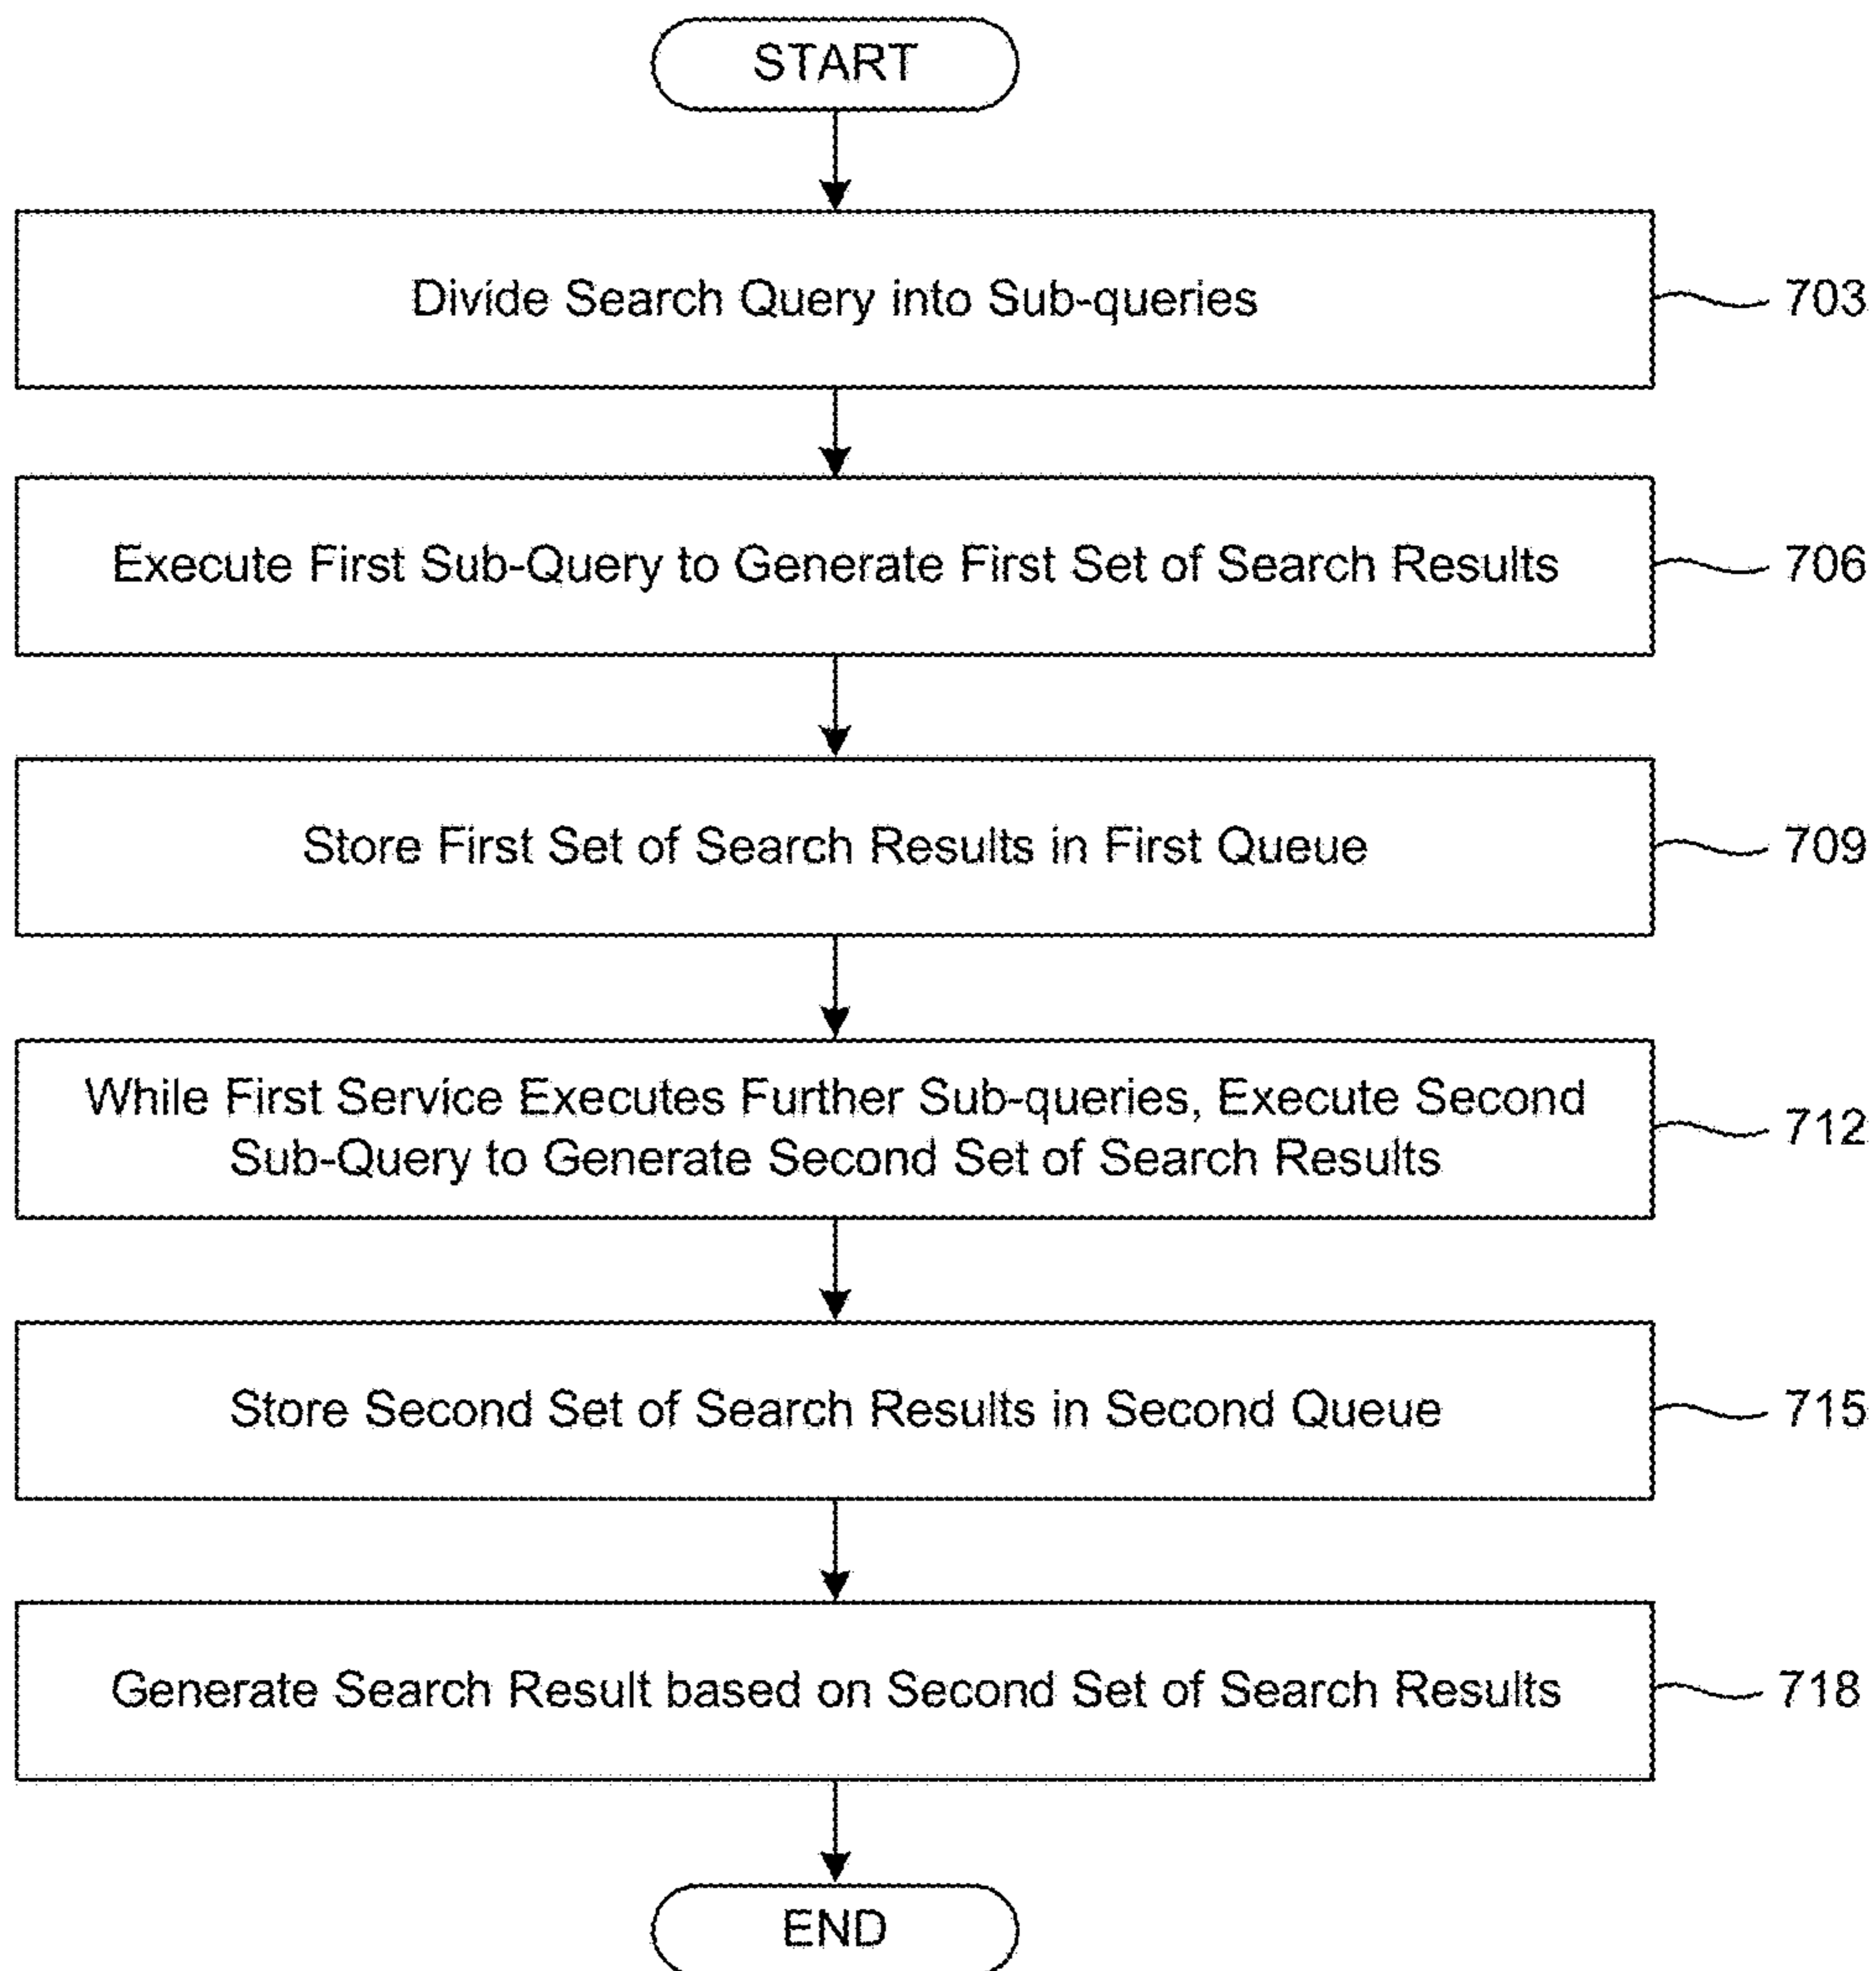 START
Divide Search Query into Sub-queries
703
Execute First Sub-Query to Generate First Set of Search Results
706
Store First Set of Search Results in First Queue
709
While First Service Executes Further Sub-queries, Execute Second
Sub-Query to Generate Second Set of Search Results
712
Store Second Set of Search Results in Second Queue
715
Generate Search Result based on Second Set of Search Results
718
END